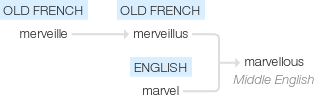 OLD FRENCH OLD FRENCH
merveille merveillus
ENGLISH marvellous
Middle English
marvel